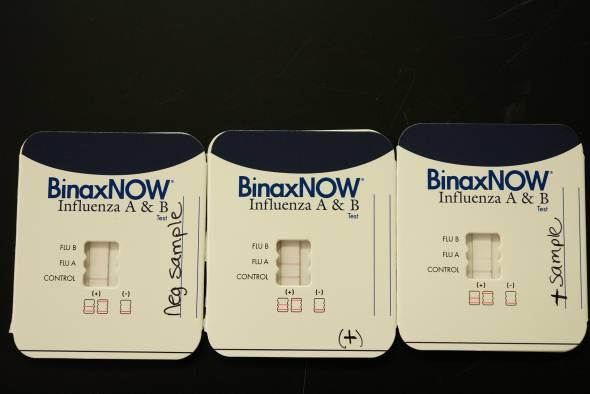 BinaxNOW®
Influenza A & B
Test
FLU B
FLU A
CONTROL
(+) (-)
Neg Sample
BinaxNOW®
Influenza A & B
Test
FLU B
FLU A
CONTROL
(+) (-)
(+)
BinaxNOW®
Influenza A & B
Test
FLU B
FLU A
CONTROL
(+) (-)
+ Sample